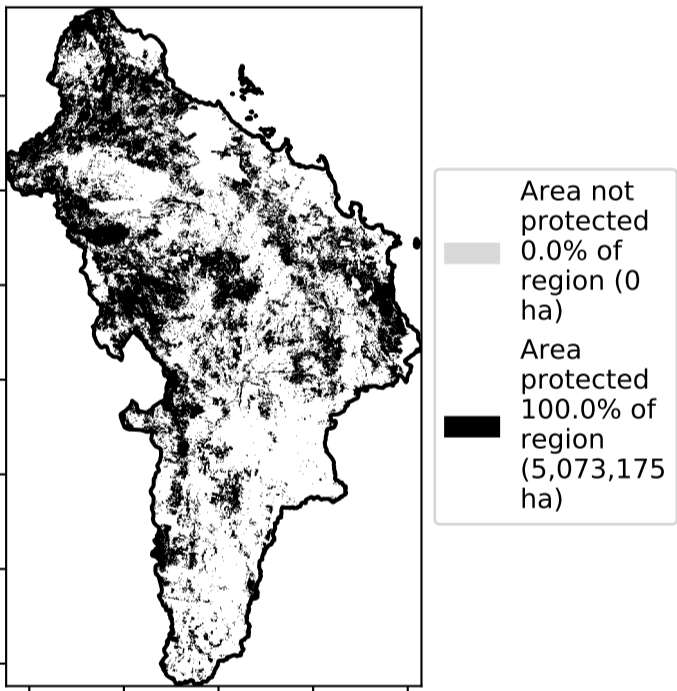 Area not
protected
0.0% of
region (0
ha)
Area
protected
100.0% of
region
(5,073,175
ha)